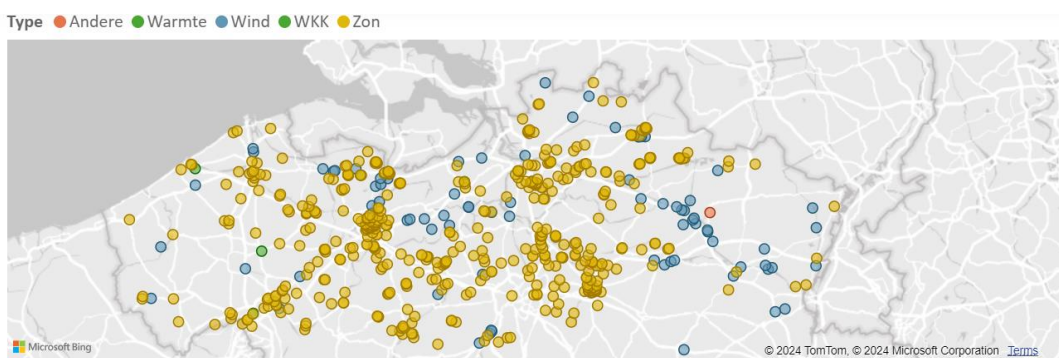 Type Andere Warmte Wind WKK Zon
Microsoft Bing
© 2024 TomTom, © 2024 Microsoft Corporation Terms